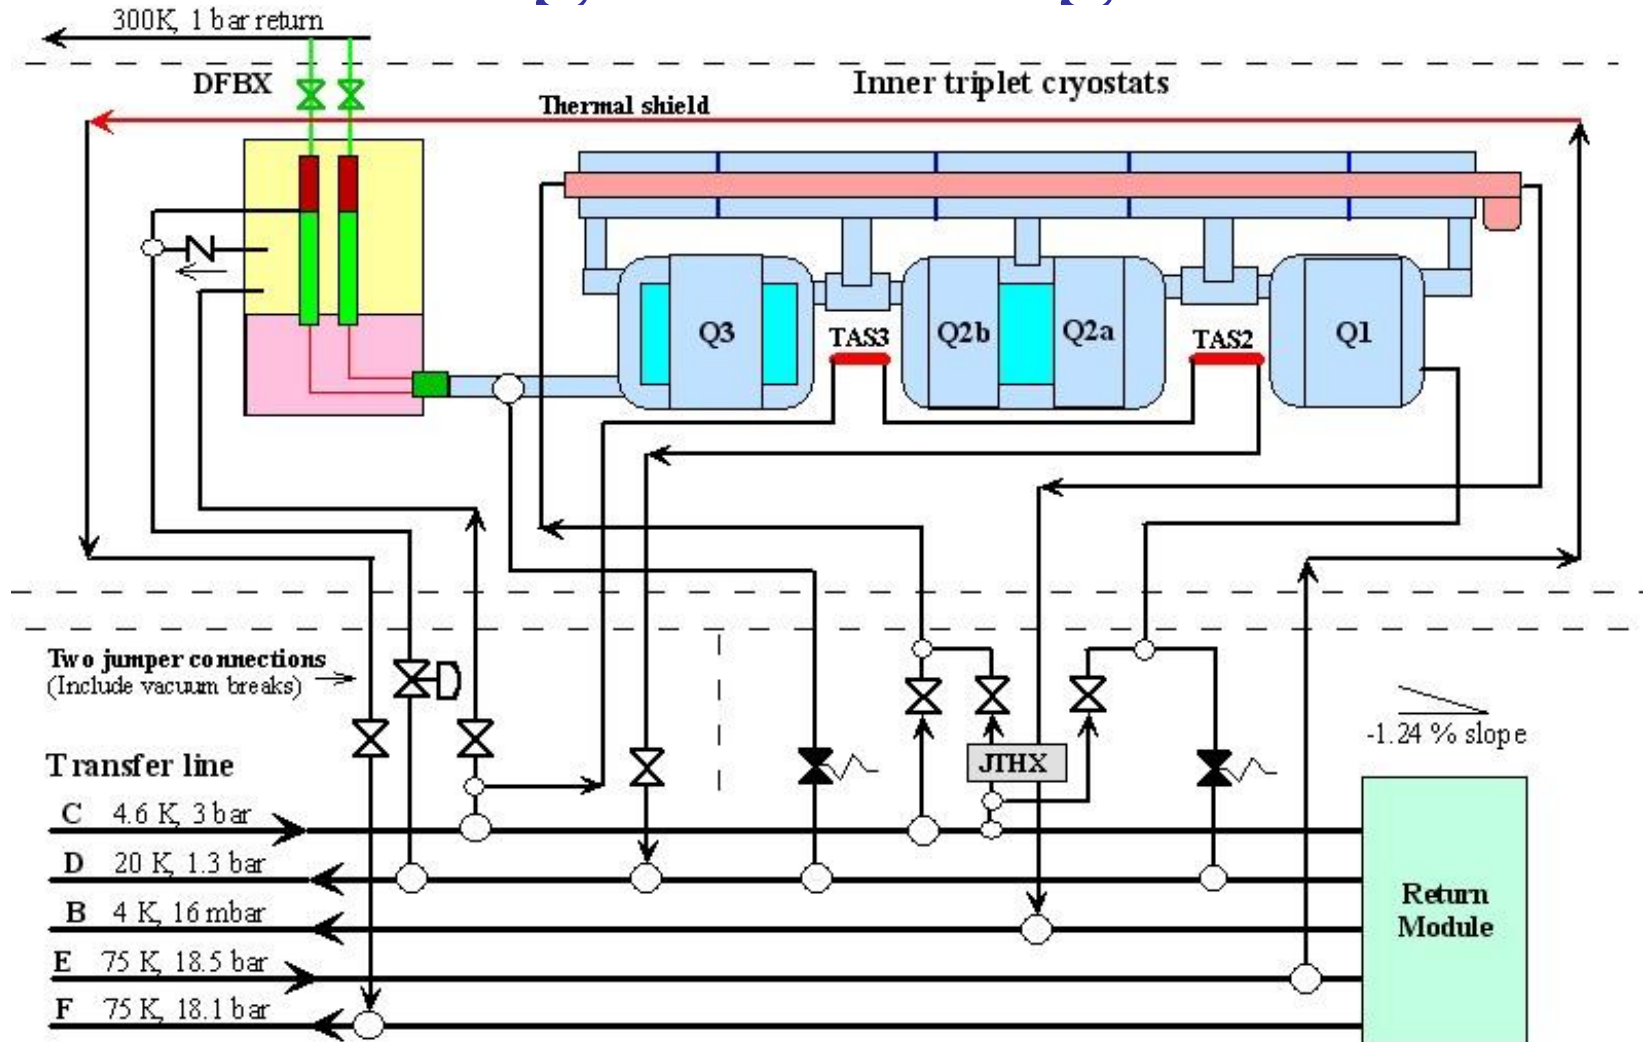 300K, 1 bar return
DFBX
Inner triplet cryostats
Thermal shield
Q3
TAS3
Q2b
Q2a
TAS2
Q1
Two jumper connections
(Include vacuum breaks)
-1.24 % slope
JTHX
Transfer line
C 4.6 K, 3 bar
D 20 K, 1.3 bar
B 4 K, 16 mbar
E 75 K, 18.5 bar
F 75 K, 18.1 bar
Return
Module